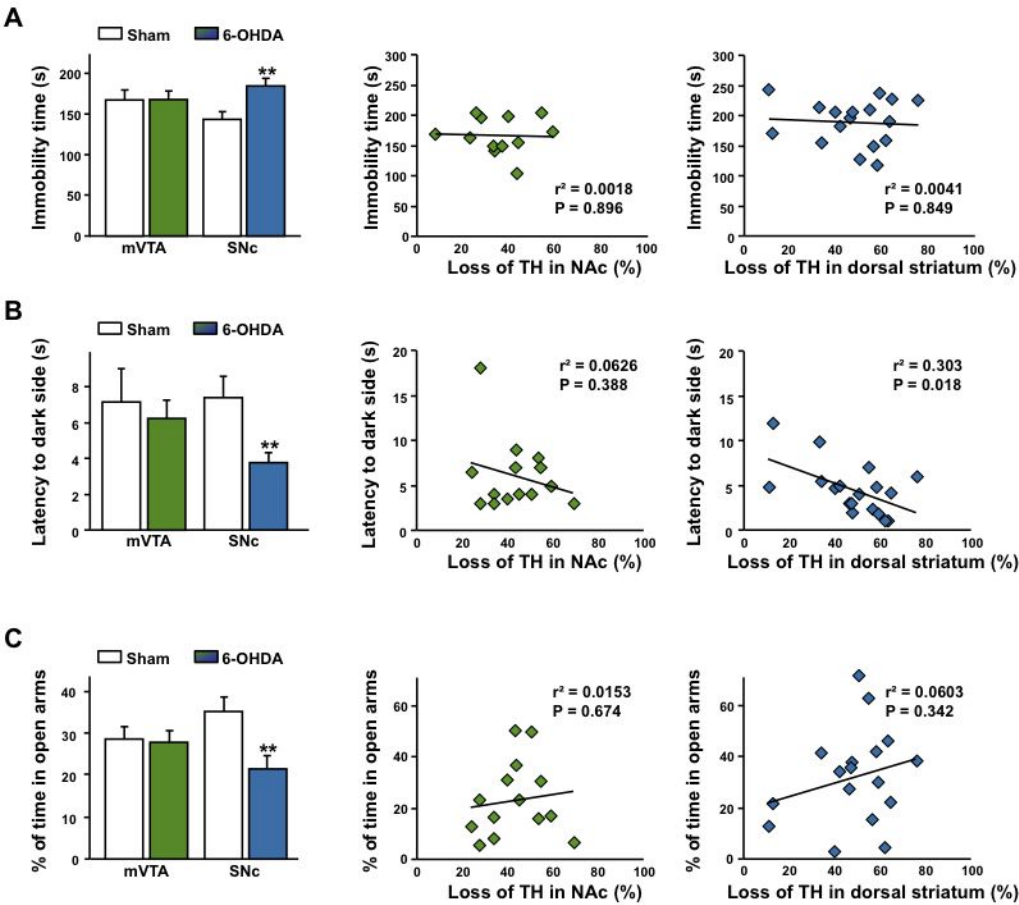 A
Sham 6-OHDA
Immobility time (s)
200
150
100
50
0
**
mVTA SNc
Immobility time (s)
300
250
200
150
100
50
0
r² = 0.0018
P = 0.896
0 20 40 60 80 100
Loss of TH in NAc (%)
Immobility time (s)
300
250
200
150
100
50
0
r² = 0.0041
P = 0.849
0 20 40 60 80 100
Loss of TH in dorsal striatum (%)
B
Sham 6-OHDA
Latency to dark side (s)
8
6
4
2
0
**
mVTA SNc
Latency to dark side (s)
20
15
10
5
0
r² = 0.0626
P = 0.388
0 20 40 60 80 100
Loss of TH in NAc (%)
Latency to dark side (s)
20
15
10
5
0
r² = 0.303
P = 0.018
0 20 40 60 80 100
Loss of TH in dorsal striatum (%)
C
Sham 6-OHDA
% of time in open arms
40
30
20
10
0
**
mVTA SNc
% of time in open arms
60
40
20
0
r² = 0.0153
P = 0.674
0 20 40 60 80 100
Loss of TH in NAc (%)
% of time in open arms
60
40
20
0
r² = 0.0603
P = 0.342
0 20 40 60 80 100
Loss of TH in dorsal striatum (%)